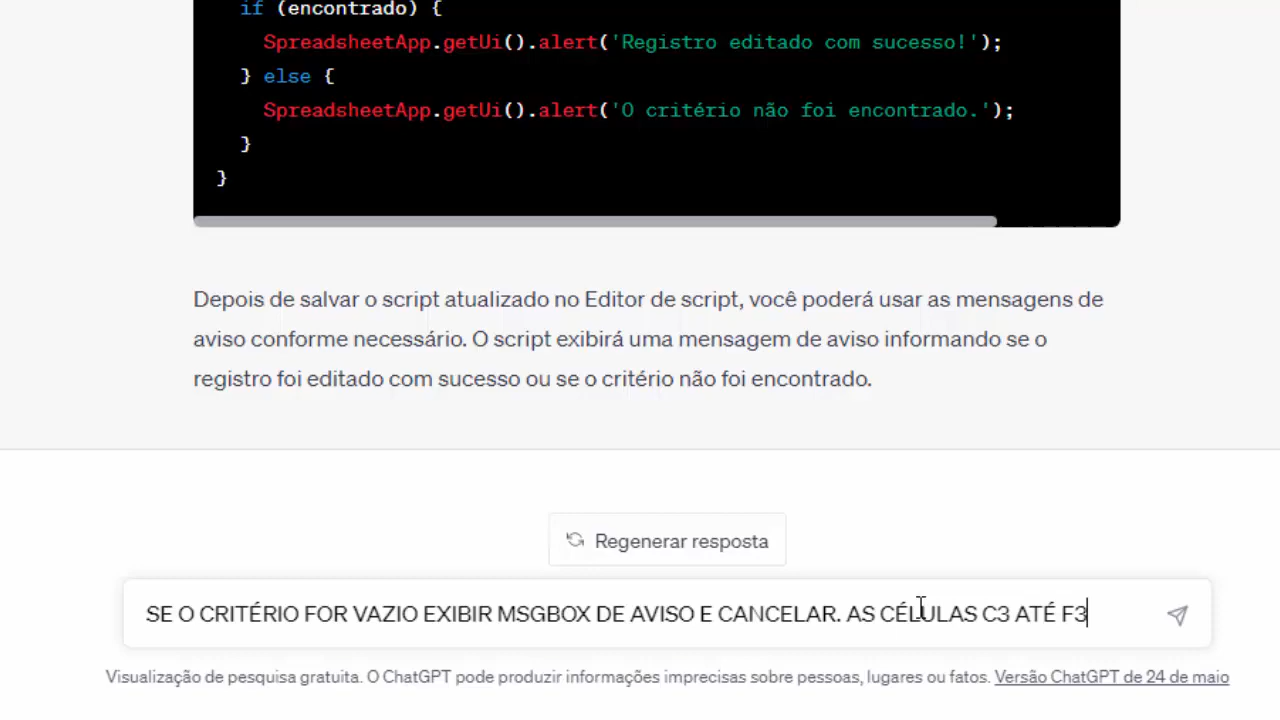 if (encontrado) {
SpreadsheetApp.getUi().alert('Registro editado com sucesso!');
} else {
SpreadsheetApp.getUi().alert('O critério não foi encontrado.');
}
}
Depois de salvar o script atualizado no Editor de script, você poderá usar as mensagens de
aviso conforme necessário. O script exibirá uma mensagem de aviso informando se o
registro foi editado com sucesso ou se o critério não foi encontrado.
Regenerar resposta
SE O CRITÉRIO FOR VAZIO EXIBIR MSGBOX DE AVISO E CANCELAR. AS CÉLULAS C3 ATÉ F3
Visualização de pesquisa gratuita. O ChatGPT pode produzir informações imprecisas sobre pessoas, lugares ou fatos. Versão ChatGPT de 24 de maio